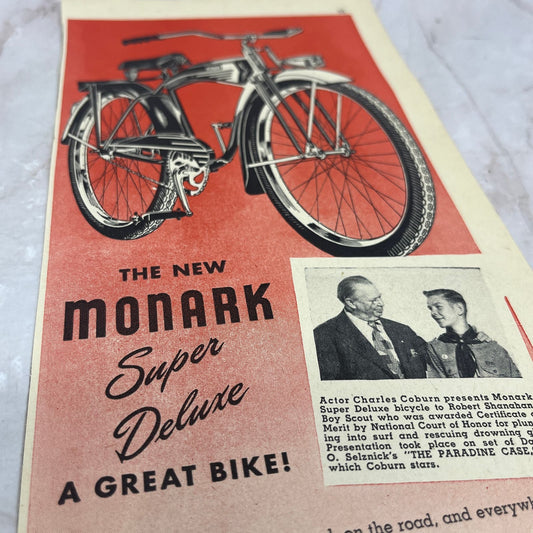 THE NEW
MONARK
Super
Deluxe
A GREAT BIKE!
Actor Charles Coburn presents Monark
Super Deluxe bicycle to Robert Shanahan
Boy Scout who was awarded Certificate
Merit by National Court of Honor for plun
ing into surf and rescuing drowning g
Presentation took place on set of Da
O. Selznick's "THE PARADINE CASE,"
which Coburn stars.
on the road, and everywh